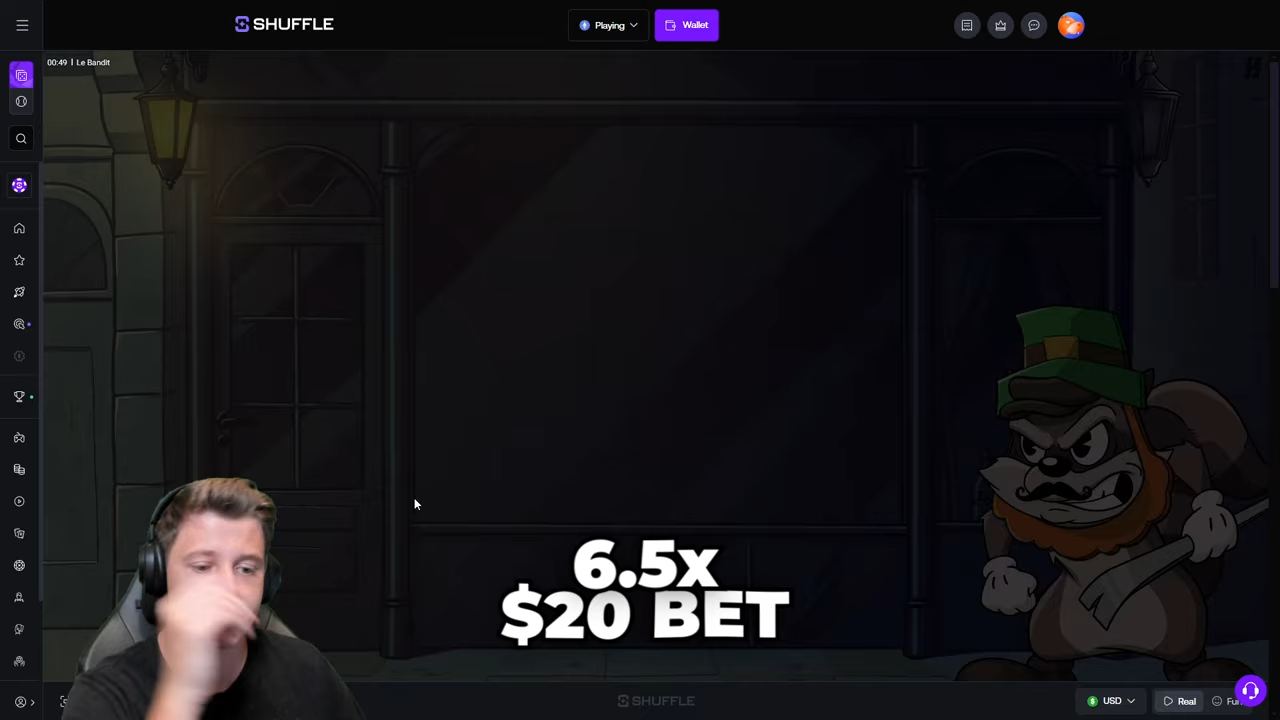 SHUFFLE
Playing
Wallet
00:49 | Le Bandit
6.5x
$20 BET
SHUFFLE
USD
Real